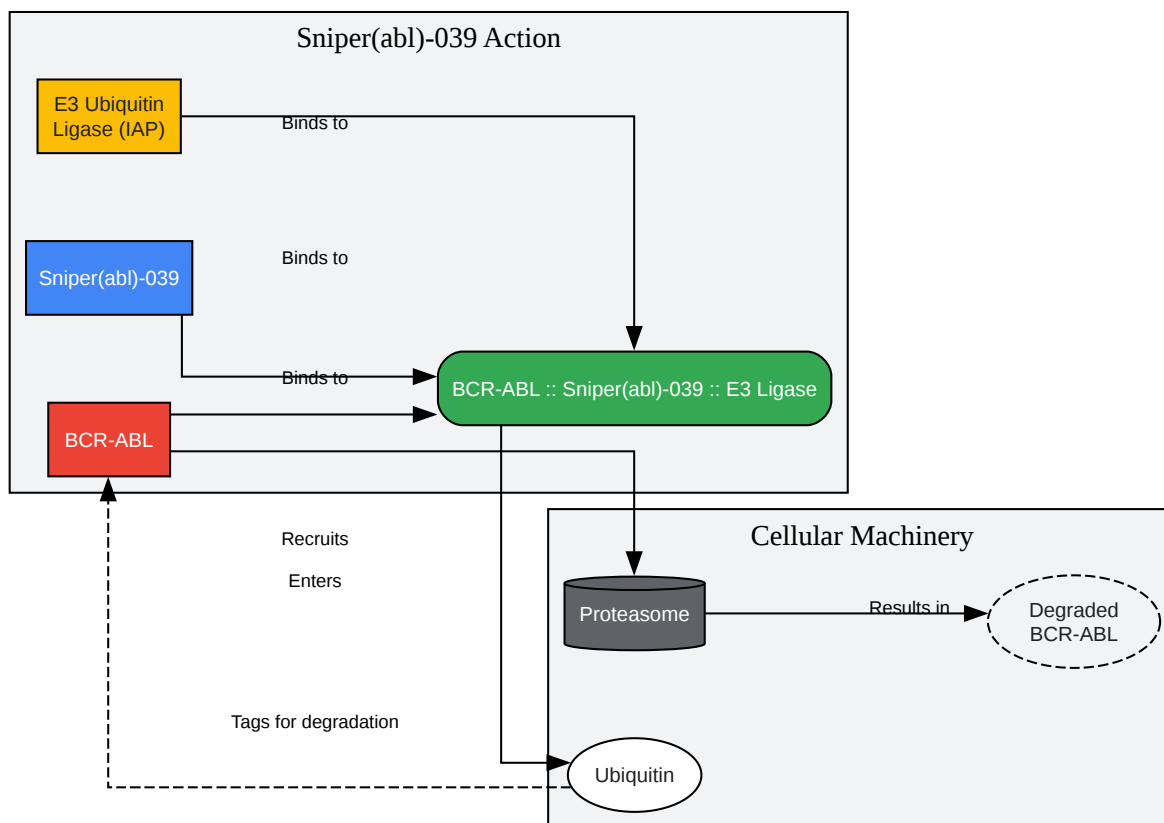 Sniper(abl)-039 Action
E3 Ubiquitin
Ligase (IAP)
Binds to
Binds to
Sniper(abl)-039
Binds to
BCR-ABL :: Sniper(abl)-039 :: E3 Ligase
BCR-ABL
Recruits
Enters
Cellular Machinery
Proteasome
Results in
Degraded
BCR-ABL
Tags for degradation
Ubiquitin